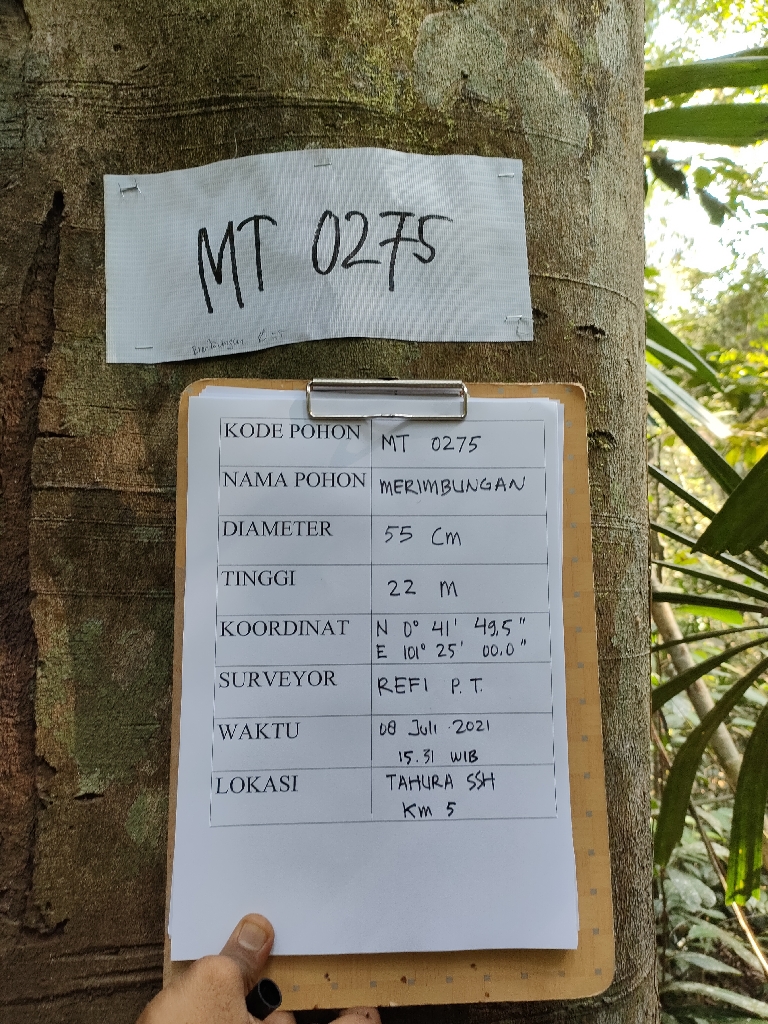 MT 0275
KODE POHON MT 0275
NAMA POHON MERIMBUNGAN
DIAMETER 55 Cm
TINGGI 22 m
KOORDINAT N 0° 41' 49,5"
E 101° 25' 00.0"
SURVEYOR REFI P.T.
WAKTU 08 Juli 2021
15.31 WIB
LOKASI TAHURA SSH
Km 5